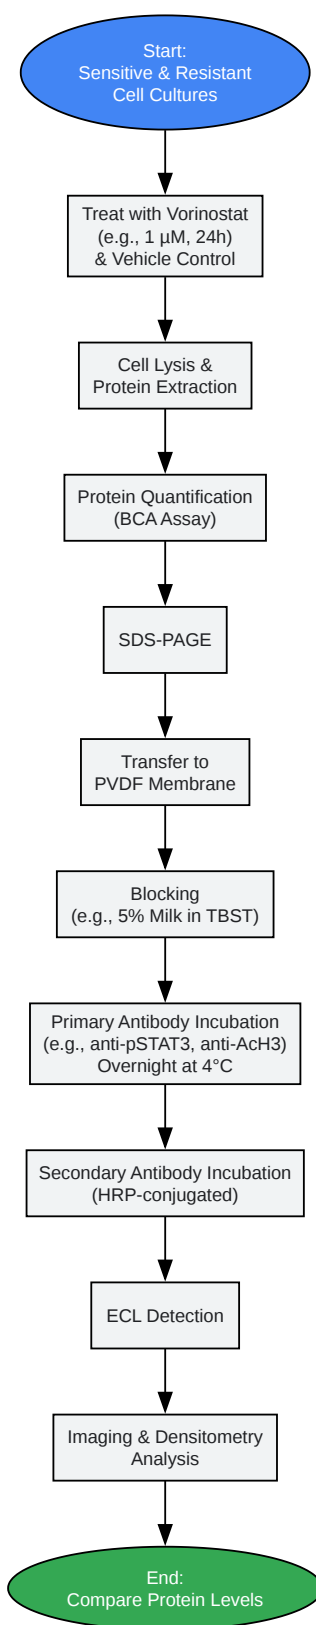 Start:
Sensitive & Resistant
Cell Cultures
Treat with Vorinostat
(e.g., 1 µM, 24h)
& Vehicle Control
Cell Lysis &
Protein Extraction
Protein Quantification
(BCA Assay)
SDS-PAGE
Transfer to
PVDF Membrane
Blocking
(e.g., 5% Milk in TBST)
Primary Antibody Incubation
(e.g., anti-pSTAT3, anti-AcH3)
Overnight at 4°C
Secondary Antibody Incubation
(HRP-conjugated)
ECL Detection
Imaging & Densitometry
Analysis
End:
Compare Protein Levels